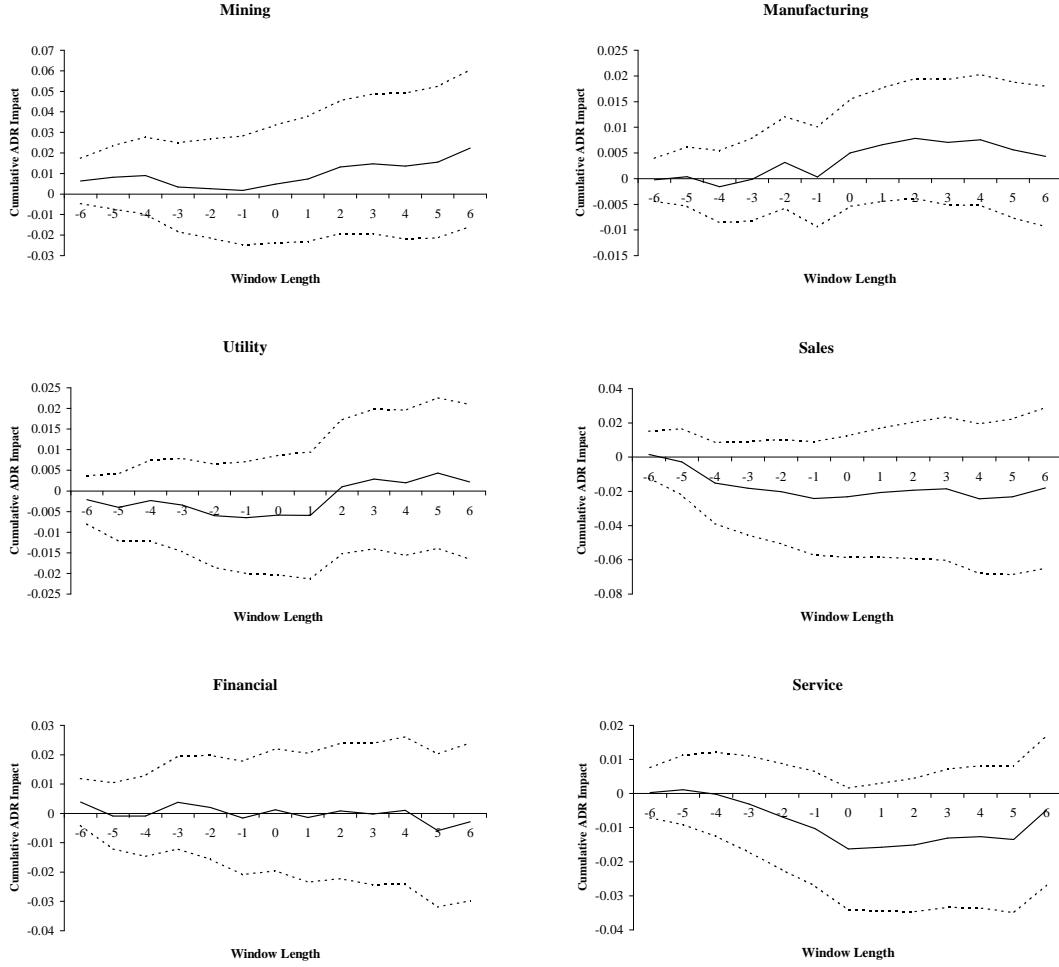 Mining
Cumulative ADR Impact
0.07
0.06
0.05
0.04
0.03
0.02
0.01
0
-0.01
-0.02
-0.03
-6 -5 -4 -3 -2 -1 0 1 2 3 4 5 6
Window Length
Manufacturing
Cumulative ADR Impact
0.025
0.02
0.015
0.01
0.005
0
-0.005
-0.01
-0.015
-6 -5 -4 -3 -2 -1 0 1 2 3 4 5 6
Window Length
Utility
Cumulative ADR Impact
0.025
0.02
0.015
0.01
0.005
0
-0.005
-0.01
-0.015
-0.02
-0.025
-6 -5 -4 -3 -2 -1 0 1 2 3 4 5 6
Window Length
Sales
Cumulative ADR Impact
0.04
0.02
0
-0.02
-0.04
-0.06
-0.08
-6 -5 -4 -3 -2 -1 0 1 2 3 4 5 6
Window Length
Financial
Cumulative ADR Impact
0.03
0.02
0.01
0
-0.01
-0.02
-0.03
-0.04
-6 -5 -4 -3 -2 -1 0 1 2 3 4 5 6
Window Length
Service
Cumulative ADR Impact
0.02
0.01
0
-0.01
-0.02
-0.03
-0.04
-6 -5 -4 -3 -2 -1 0 1 2 3 4 5 6
Window Length